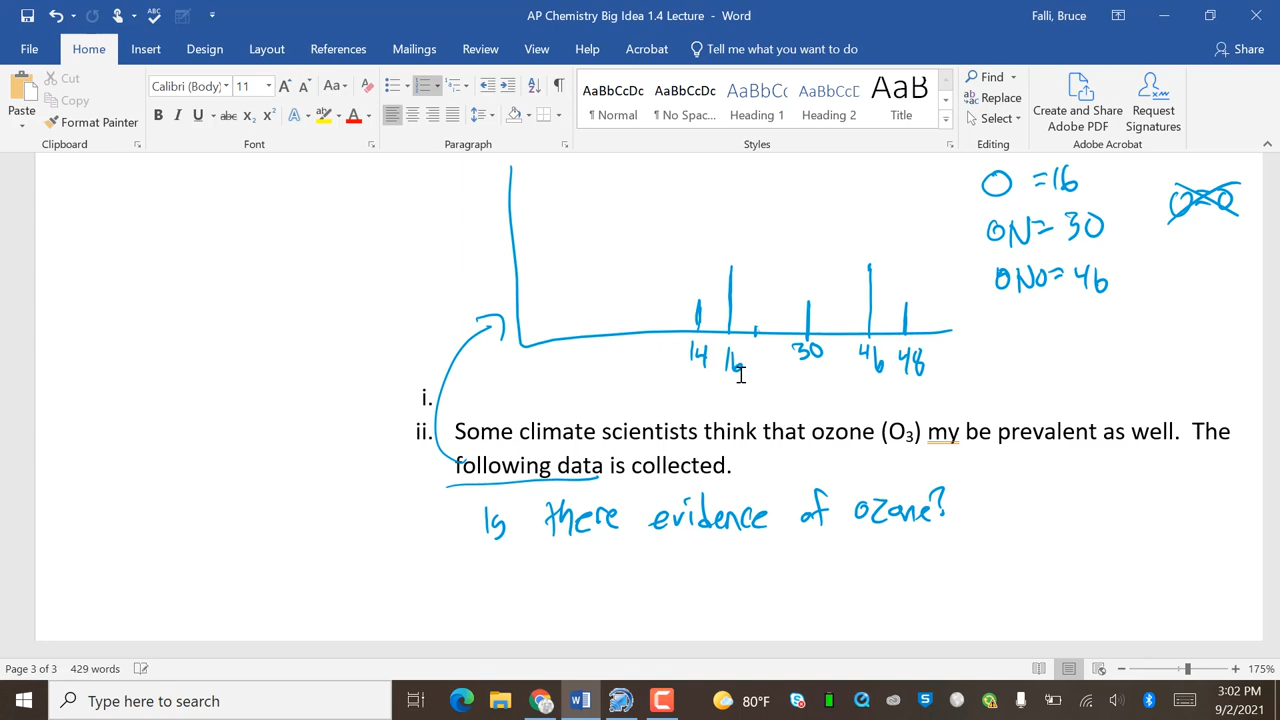 AP Chemistry Big Idea 1.4 Lecture - Word
Falli, Bruce
File Home Insert Design Layout References Mailings Review View Help Acrobat Tell me what you want to do Share
Paste
Cut
Copy
Format Painter
Clipboard
Calibri (Body) 11
Aa
B I U abc X₂ X²
A A
Font
Paragraph
AaBbCcDc AaBbCcDc AaBbCc AaBbCcD AaB
¶ Normal ¶ No Spac... Heading 1 Heading 2 Title
Styles
Find
Replace
Select
Editing
Create and Share Adobe PDF
Request Signatures
Adobe Acrobat
O = 16
O=O
ON = 30
ONO = 46
14 16 30 46 48
i.
ii. Some climate scientists think that ozone (O₃) my be prevalent as well. The
following data is collected.
Is there evidence of ozone?
Page 3 of 3 429 words
175%
Type here to search
80°F
3:02 PM
9/2/2021